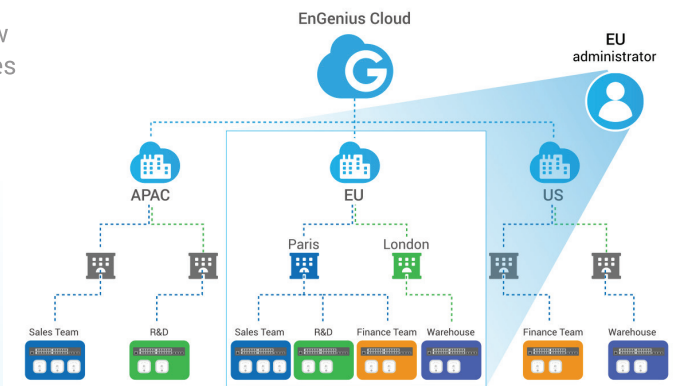 EnGenius Cloud
EU
administrator
APAC
EU
US
Paris
London
Sales Team
R&D
Sales Team
R&D
Finance Team
Warehouse
Finance Team
Warehouse